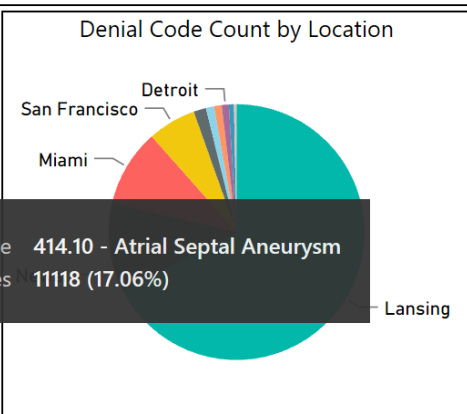 Denial Code Count by Location
Detroit
San Francisco
Miami
e 414.10 - Atrial Septal Aneurysm
es 11118 (17.06%)
Lansing